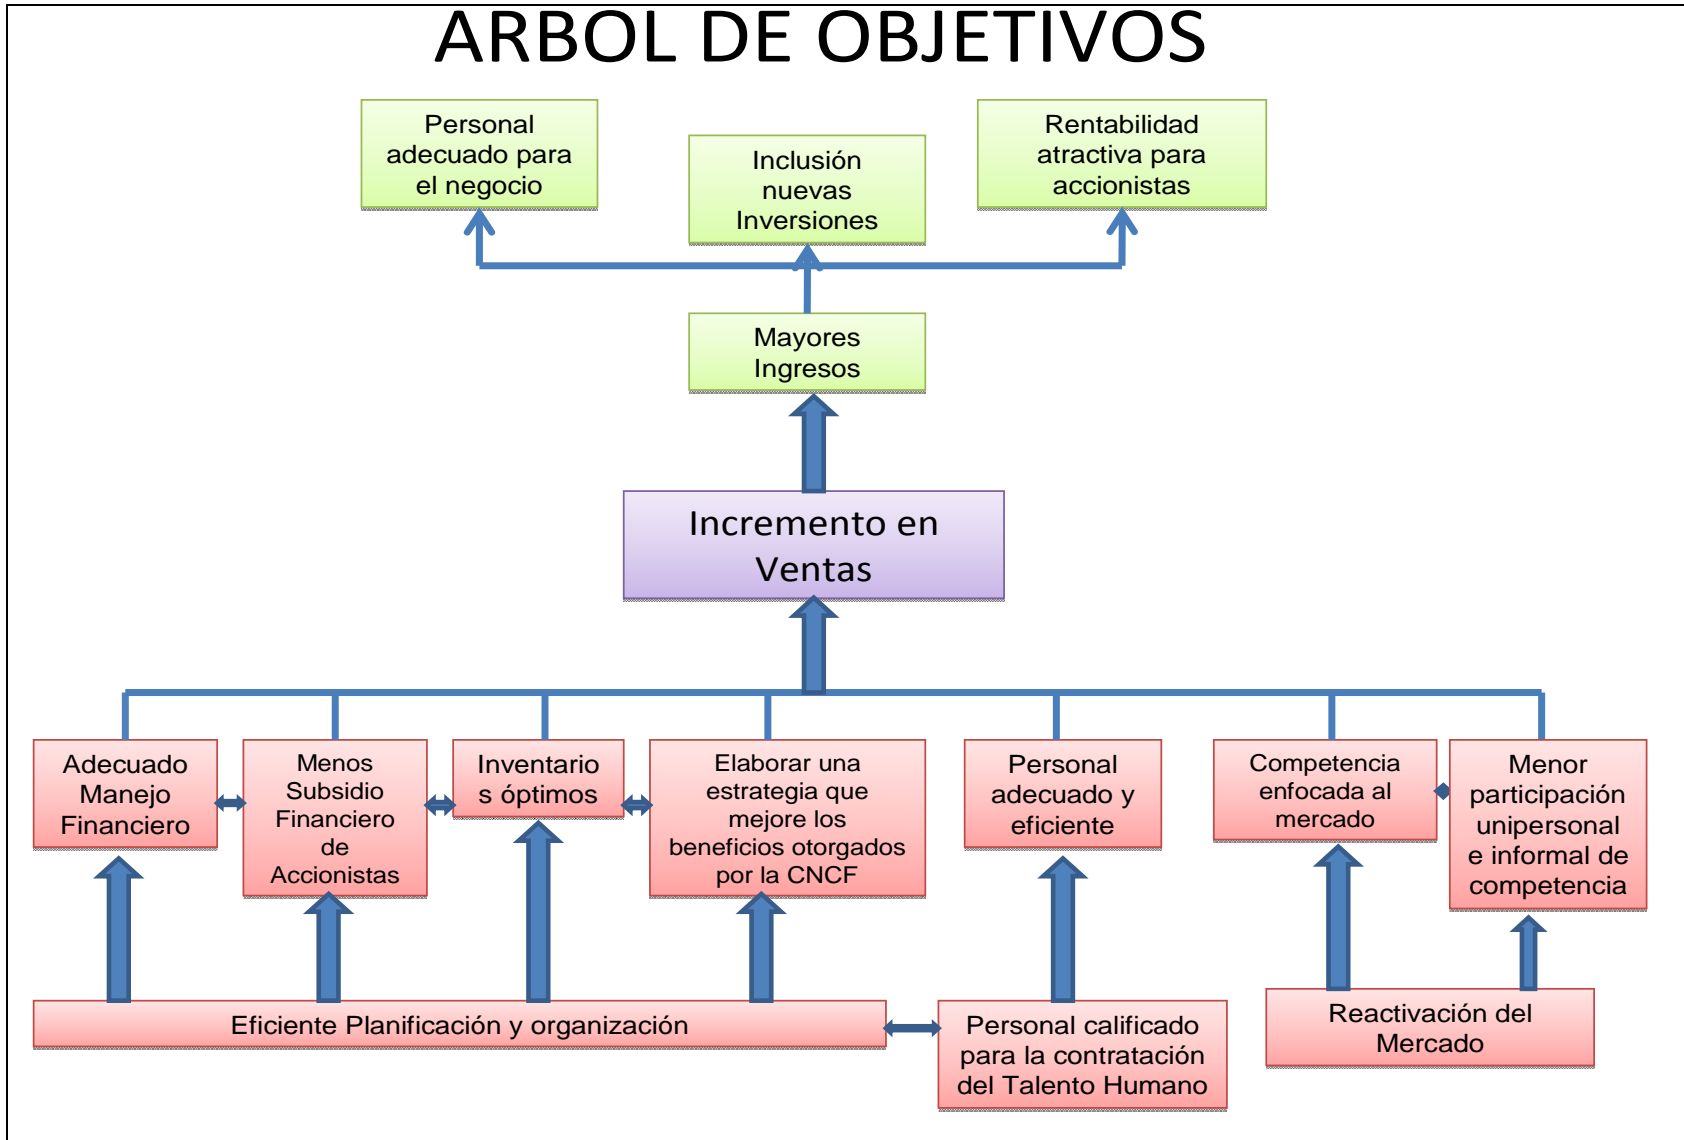 ARBOL DE OBJETIVOS
Personal
adecuado para
el negocio
Inclusión
nuevas
Inversiones
Rentabilidad
atractiva para
accionistas
Mayores
Ingresos
Incremento en
Ventas
Adecuado
Manejo
Financiero
Menos
Subsidio
Financiero
de
Accionistas
Inventario
s óptimos
Elaborar una
estrategia que
mejore los
beneficios otorgados
por la CNCF
Personal
adecuado y
eficiente
Competencia
enfocada al
mercado
Menor
participación
unipersonal
e informal de
competencia
Eficiente Planificación y organización
Personal calificado
para la contratación
del Talento Humano
Reactivación del
Mercado